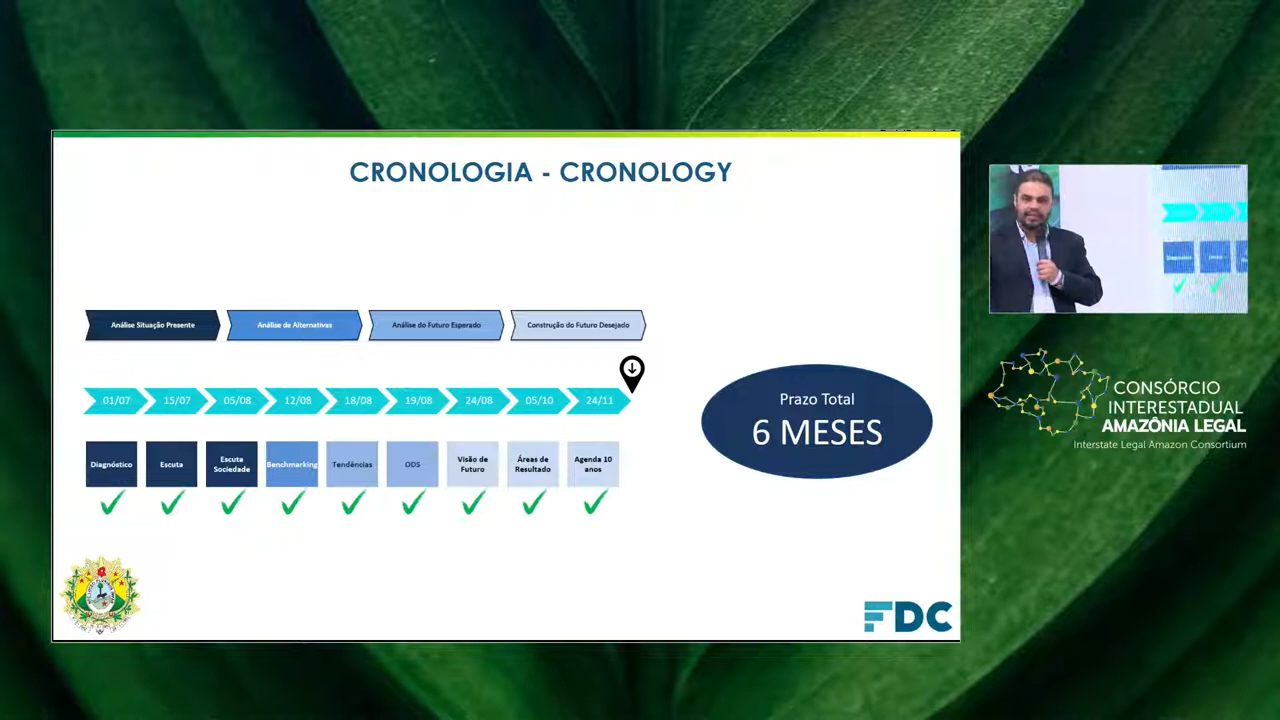 CRONOLOGIA - CRONOLOGY
Análise Situação Presente
Análise de Alternativas
Análise do Futuro Esperado
Construção do Futuro Desejado
01/07
15/07
05/08
12/08
18/08
19/08
24/08
05/10
24/11
Diagnóstico
Escuta
Escuta
Sociedade
Benchmarking
Tendências
ODS
Visão de
Futuro
Áreas de
Resultado
Agenda 10
anos
Prazo Total
6 MESES
FDC
CONSÓRCIO
INTERESTADUAL
AMAZÔNIA LEGAL
Interstate Legal Amazon Consortium